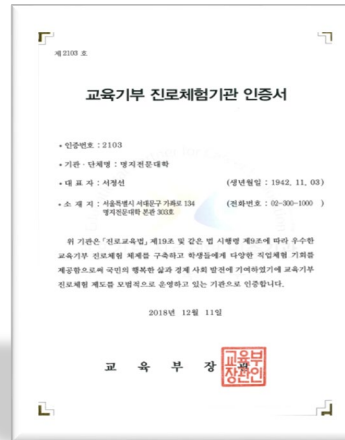 제 2103 호
교육기부 진로체험기관 인증서
• 인증번호 : 2103
• 기관 · 단체명 : 명지전문대학
• 대 표 자 : 서정선 (생년월일 : 1942. 11. 03)
• 소 재 지 : 서울특별시 서대문구 가좌로 134 (전화번호 : 02-300-1000 )
명지전문대학 본관 303호
위 기관은 「진로교육법」 제19조 및 같은 법 시행령 제9조에 따라 우수한
교육기부 진로체험 체제를 구축하고 학생들에게 다양한 직업체험 기회를
제공함으로써 국민의 행복한 삶과 경제 사회 발전에 기여하였기에 교육기부
진로체험 제도를 모범적으로 운영하고 있는 기관으로 인증합니다.
2018년 12월 11일
교 육 부 장 관
교육부
장관인